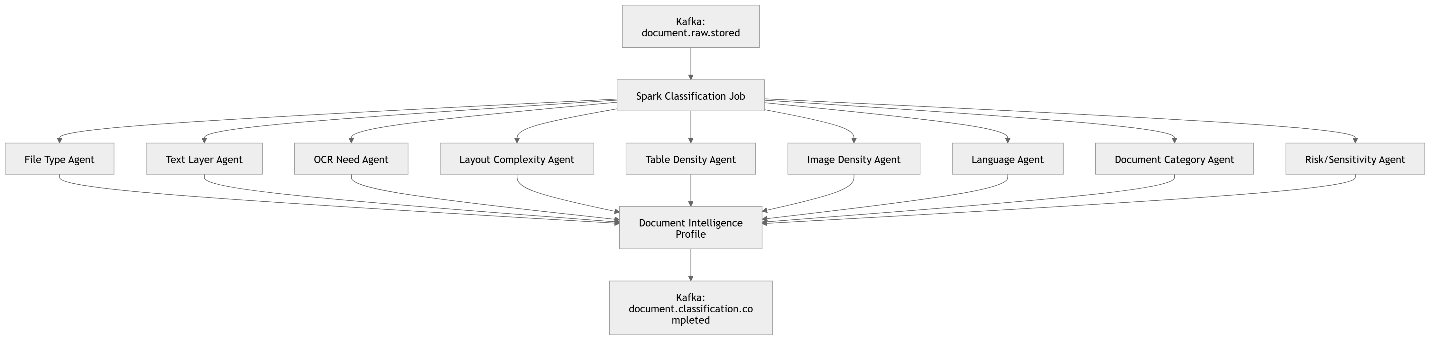 Kafka:
document.raw.stored
Spark Classification Job
File Type Agent
Text Layer Agent
OCR Need Agent
Layout Complexity Agent
Table Density Agent
Image Density Agent
Language Agent
Document Category Agent
Risk/Sensitivity Agent
Document Intelligence
Profile
Kafka:
document.classification.co
mpleted